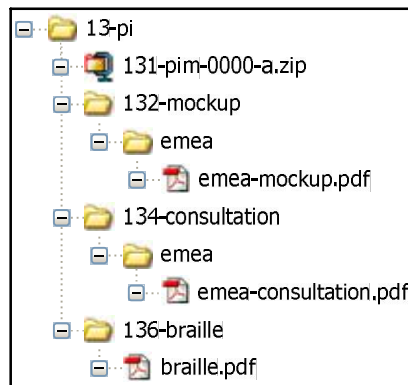 13-pi
131-pim-0000-a.zip
132-mockup
emea
emea-mockup.pdf
134-consultation
emea
emea-consultation.pdf
136-braille
braille.pdf